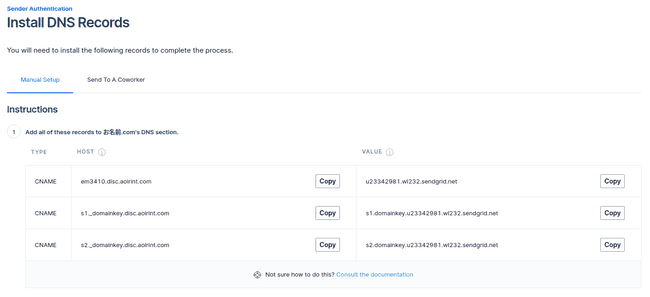 Sender Authentication
Install DNS Records
You will need to install the following records to complete the process.
Manual Setup Send To A Coworker
Instructions
1 Add all of these records to お名前.com's DNS section.
TYPE HOST VALUE
CNAME em3410.disc.aoirint.com Copy u23342981.wl232.sendgrid.net Copy
CNAME s1._domainkey.disc.aoirint.com Copy s1.domainkey.u23342981.wl232.sendgrid.net Copy
CNAME s2._domainkey.disc.aoirint.com Copy s2.domainkey.u23342981.wl232.sendgrid.net Copy
Not sure how to do this? Consult the documentation